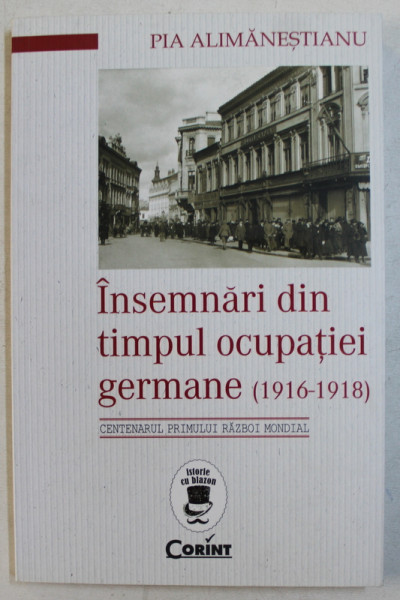 PIA ALIMĂNEȘTIANU
Însemnări din
timpul ocupației
germane (1916-1918)
CENTENARUL PRIMULUI RĂZBOI MONDIAL
istorie
cu blazon
CORINT